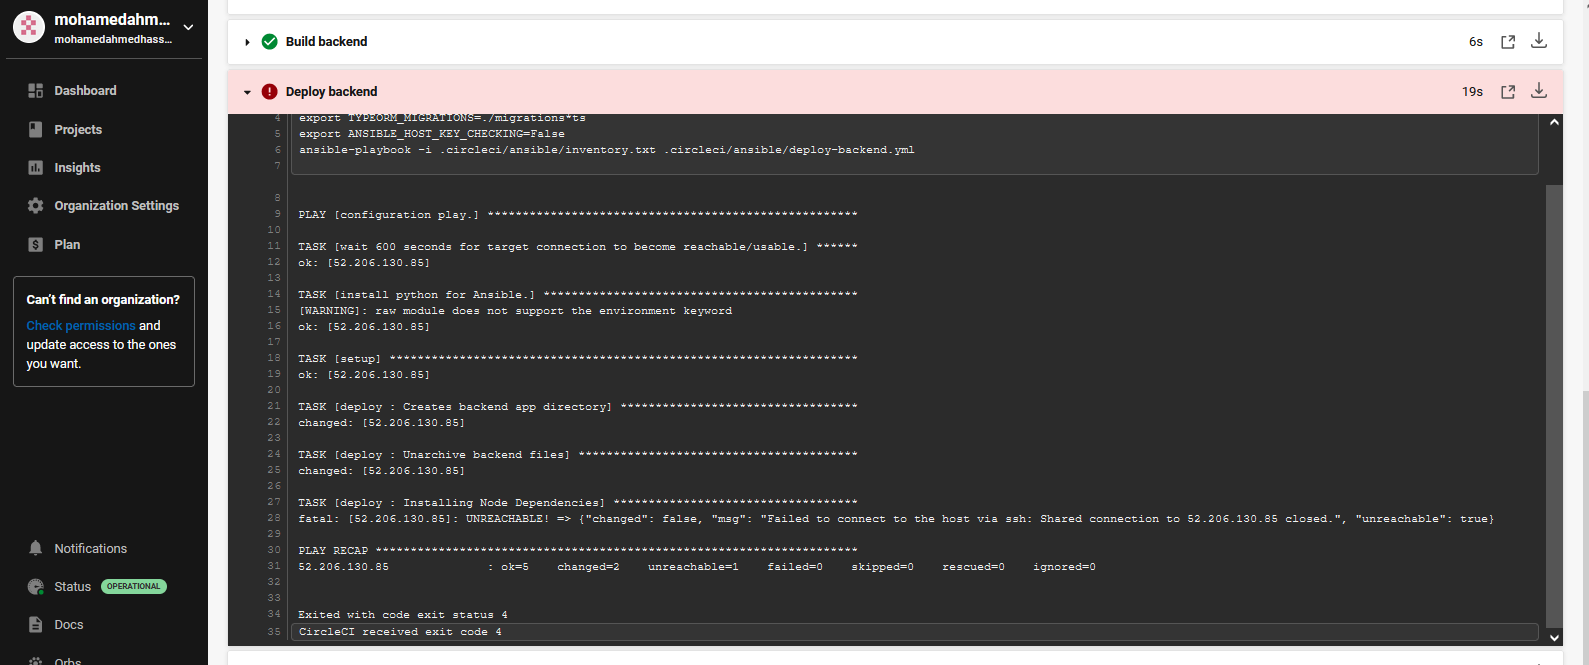 mohamedahm...
mohamedahmedhass...
Dashboard
Projects
Insights
Organization Settings
Plan
Can't find an organization?
Check permissions and
update access to the ones
you want.
Notifications
Status OPERATIONAL
Docs
Orbs
Build backend 6s
Deploy backend 19s
4 export TYPEORM_MIGRATIONS=./migrations*ts
5 export ANSIBLE_HOST_KEY_CHECKING=False
6 ansible-playbook -i .circleci/ansible/inventory.txt .circleci/ansible/deploy-backend.yml
7
8
9 PLAY [configuration play.] *****************************************************
10
11 TASK [wait 600 seconds for target connection to become reachable/usable.] ******
12 ok: [52.206.130.85]
13
14 TASK [install python for Ansible.] *********************************************
15 [WARNING]: raw module does not support the environment keyword
16 ok: [52.206.130.85]
17
18 TASK [setup] *******************************************************************
19 ok: [52.206.130.85]
20
21 TASK [deploy : Creates backend app directory] **********************************
22 changed: [52.206.130.85]
23
24 TASK [deploy : Unarchive backend files] ****************************************
25 changed: [52.206.130.85]
26
27 TASK [deploy : Installing Node Dependencies] ***********************************
28 fatal: [52.206.130.85]: UNREACHABLE! => {"changed": false, "msg": "Failed to connect to the host via ssh: Shared connection to 52.206.130.85 closed.", "unreachable": true}
29
30 PLAY RECAP *********************************************************************
31 52.206.130.85 : ok=5 changed=2 unreachable=1 failed=0 skipped=0 rescued=0 ignored=0
32
33
34 Exited with code exit status 4
35 CircleCI received exit code 4